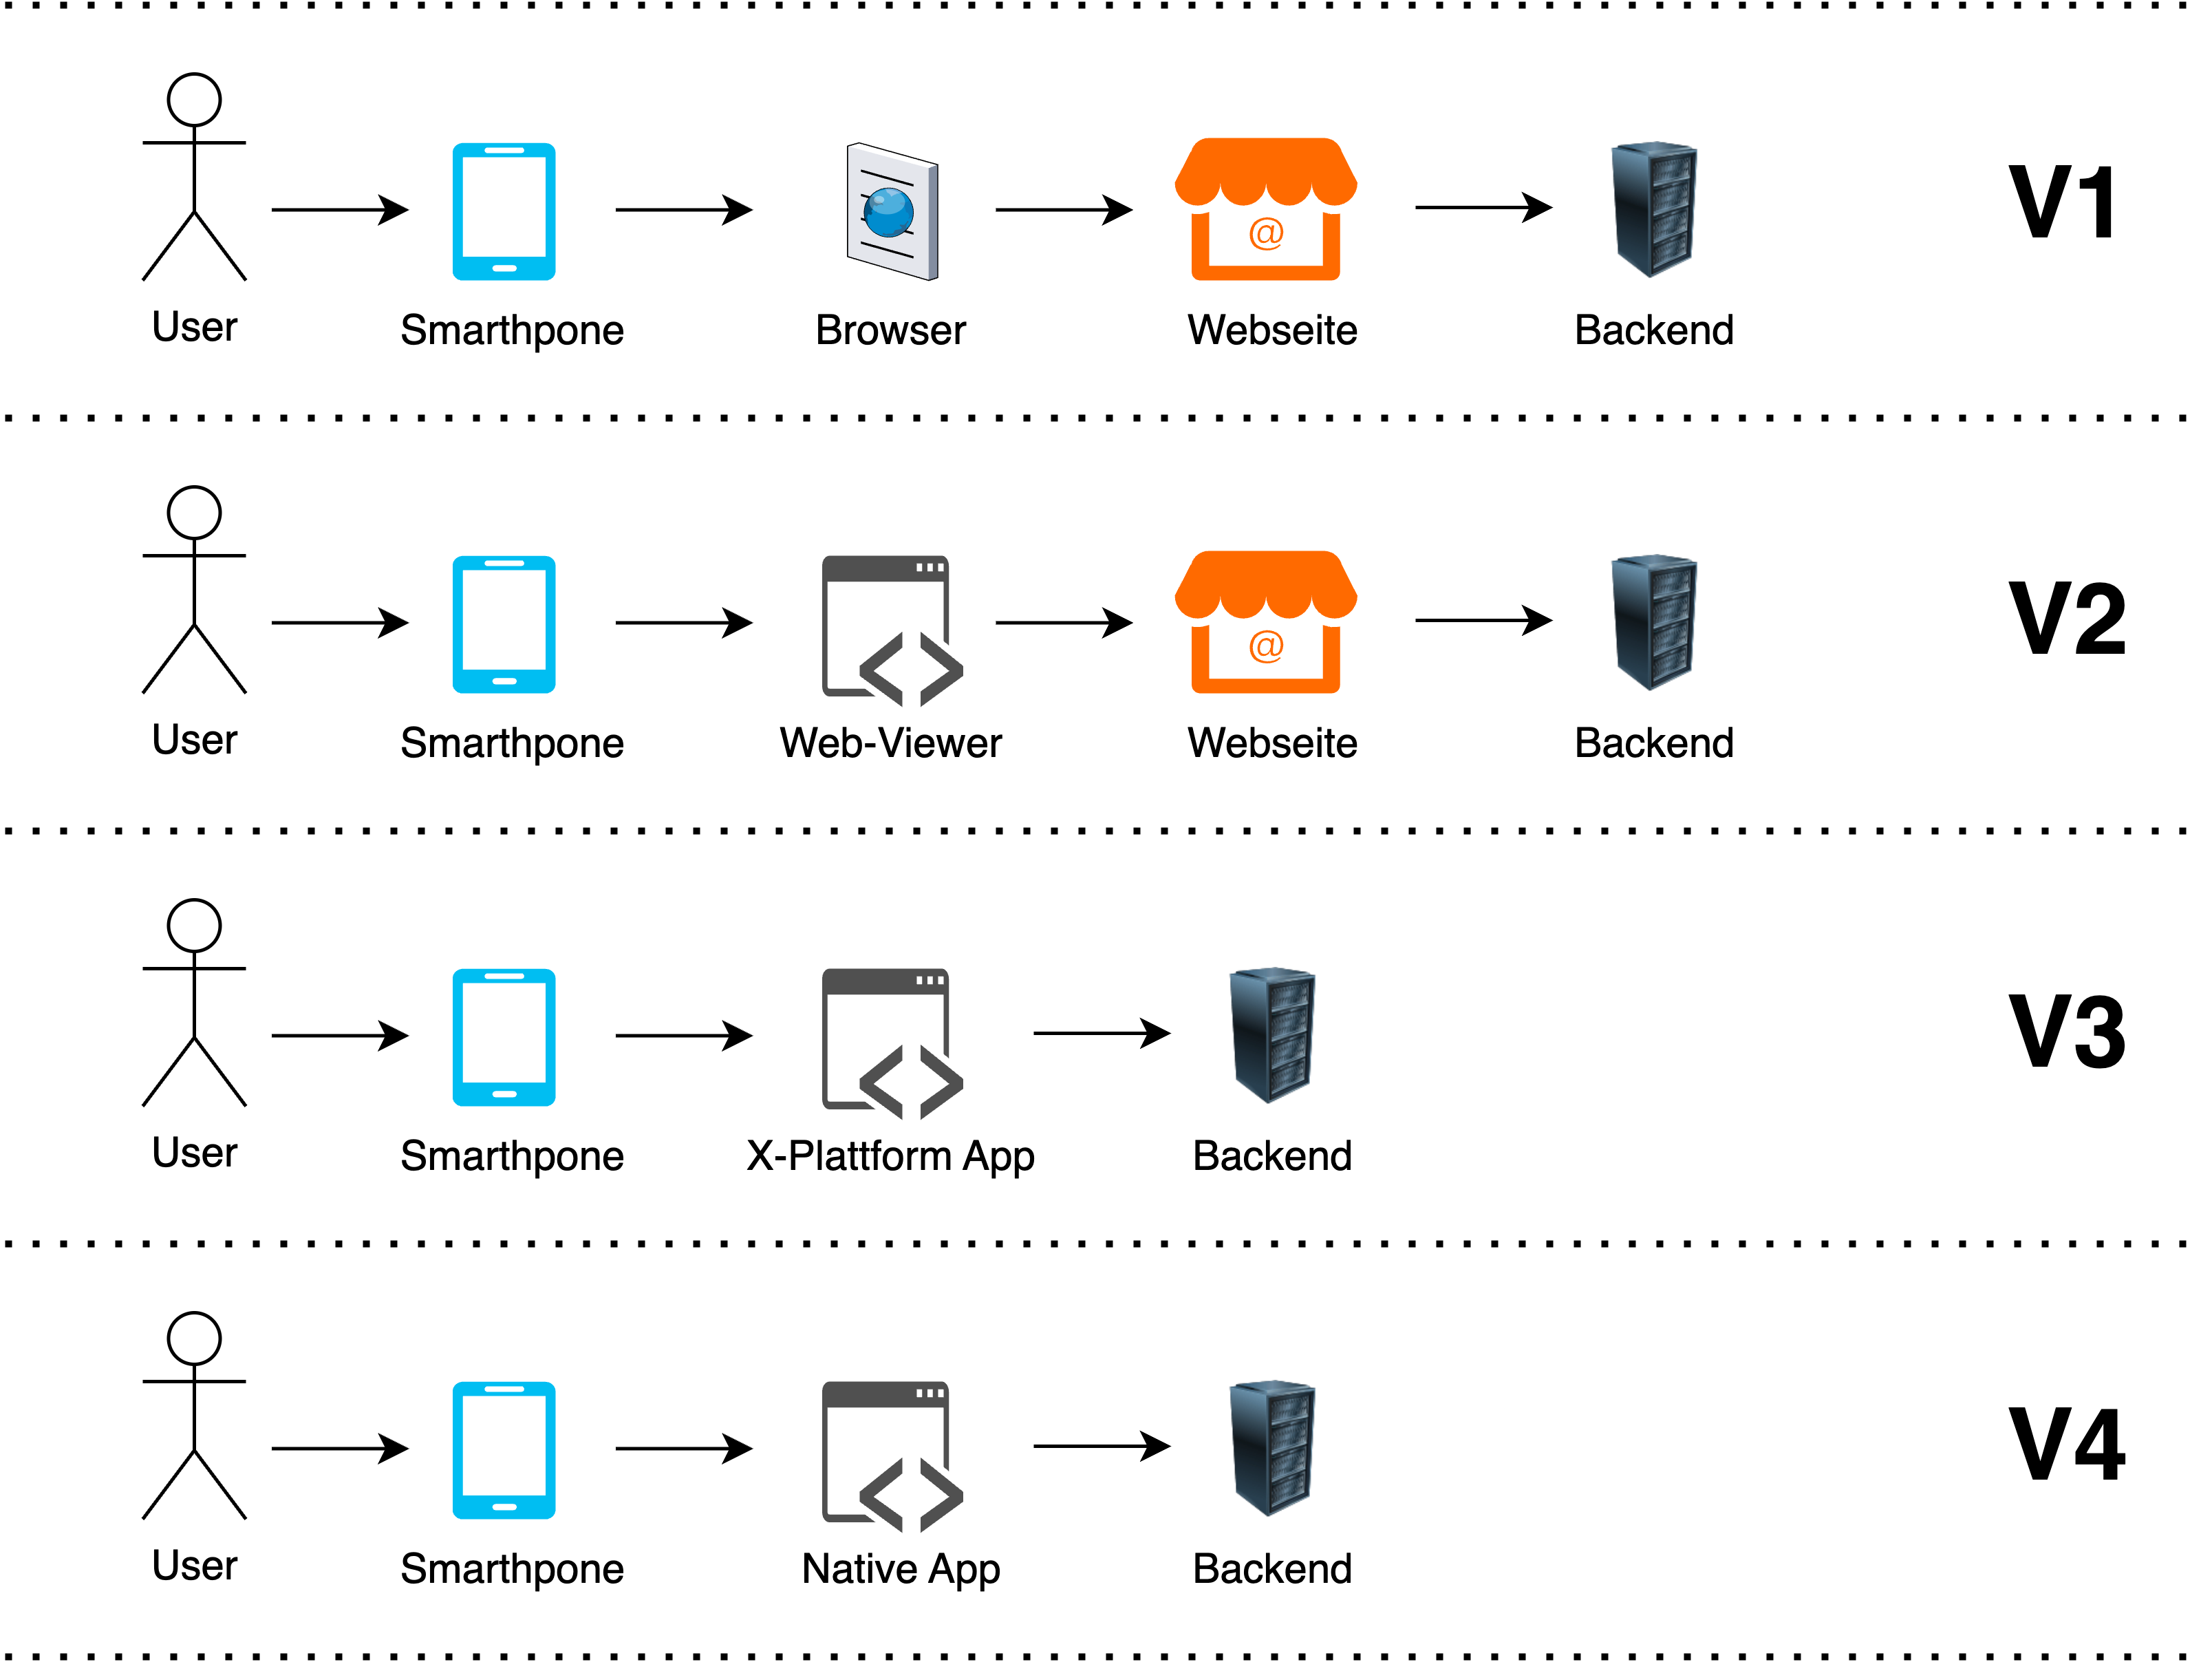 @
V1
User
Smarthpone
Browser
Webseite
Backend
@
V2
User
Smarthpone
Web-Viewer
Webseite
Backend
V3
User
Smarthpone
X-Plattform App
Backend
V4
User
Smarthpone
Native App
Backend